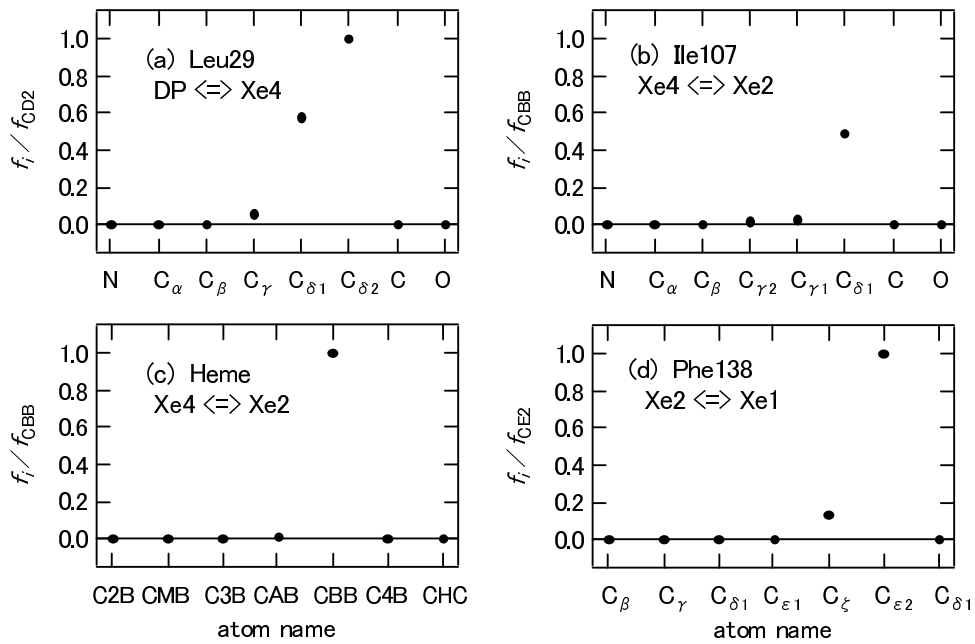 (a) Leu29
DP <=> Xe4
f_i / f_CD2
1.0
0.8
0.6
0.4
0.2
0.0
N C_α C_β C_γ C_δ1 C_δ2 C O
(b) Ile107
Xe4 <=> Xe2
f_i / f_CBB
1.0
0.8
0.6
0.4
0.2
0.0
N C_α C_β C_γ2 C_γ1 C_δ1 C O
(c) Heme
Xe4 <=> Xe2
f_i / f_CBB
1.0
0.8
0.6
0.4
0.2
0.0
C2B CMB C3B CAB CBB C4B CHC
atom name
(d) Phe138
Xe2 <=> Xe1
f_i / f_CE2
1.0
0.8
0.6
0.4
0.2
0.0
C_β C_γ C_δ1 C_ε1 C_ζ C_ε2 C_δ1
atom name